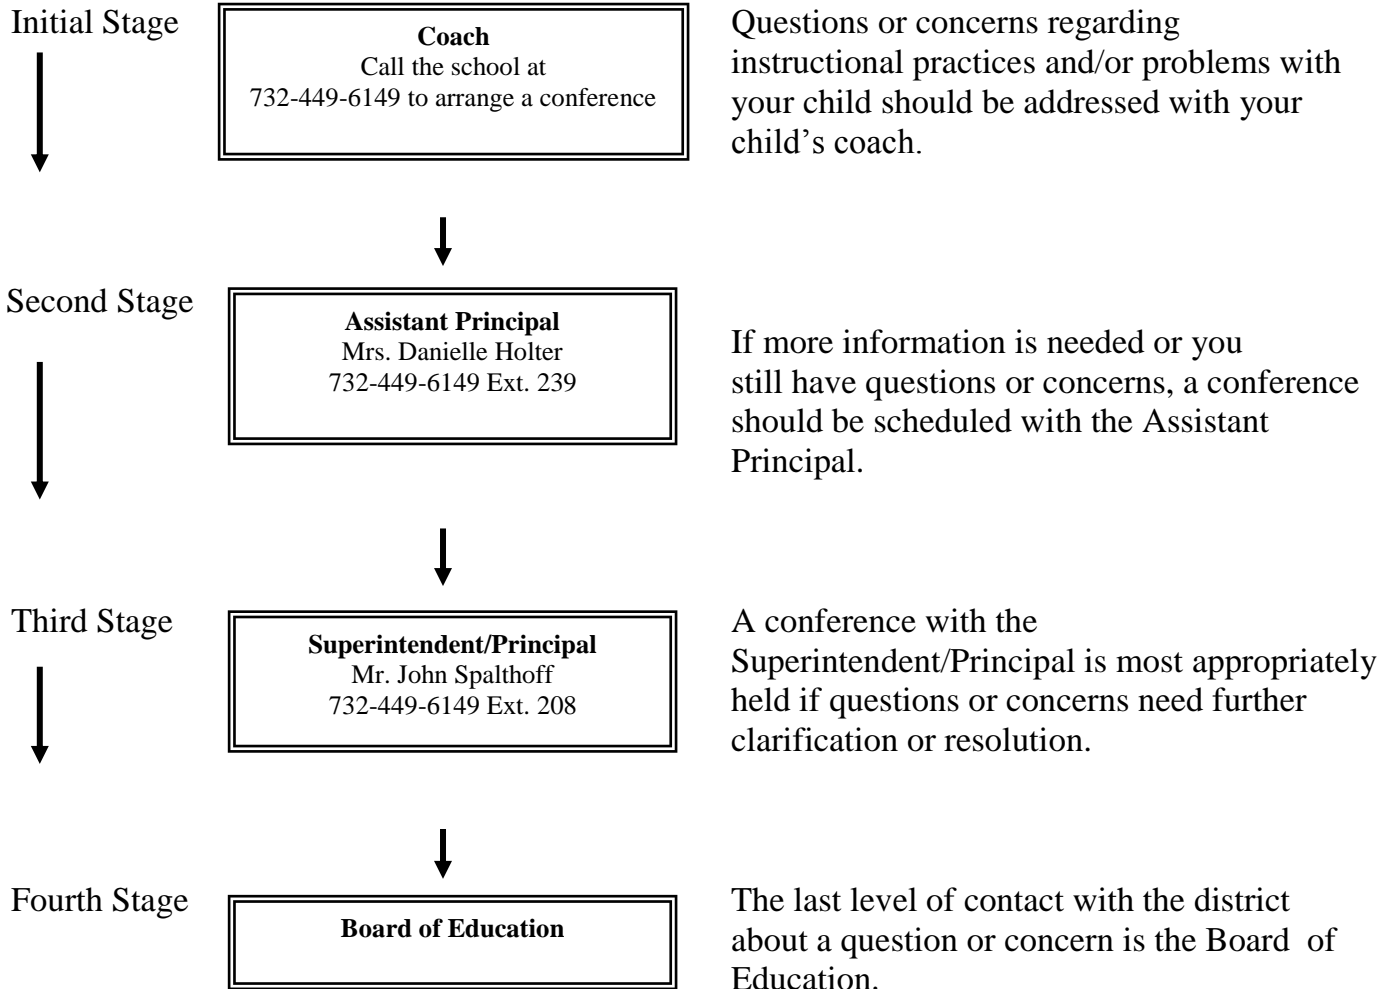 Initial Stage
Coach
Call the school at
732-449-6149 to arrange a conference
Questions or concerns regarding
instructional practices and/or problems with
your child should be addressed with your
child’s coach.
Second Stage
Assistant Principal
Mrs. Danielle Holter
732-449-6149 Ext. 239
If more information is needed or you
still have questions or concerns, a conference
should be scheduled with the Assistant
Principal.
Third Stage
Superintendent/Principal
Mr. John Spalthoff
732-449-6149 Ext. 208
A conference with the
Superintendent/Principal is most appropriately
held if questions or concerns need further
clarification or resolution.
Fourth Stage
Board of Education
The last level of contact with the district
about a question or concern is the Board of
Education.